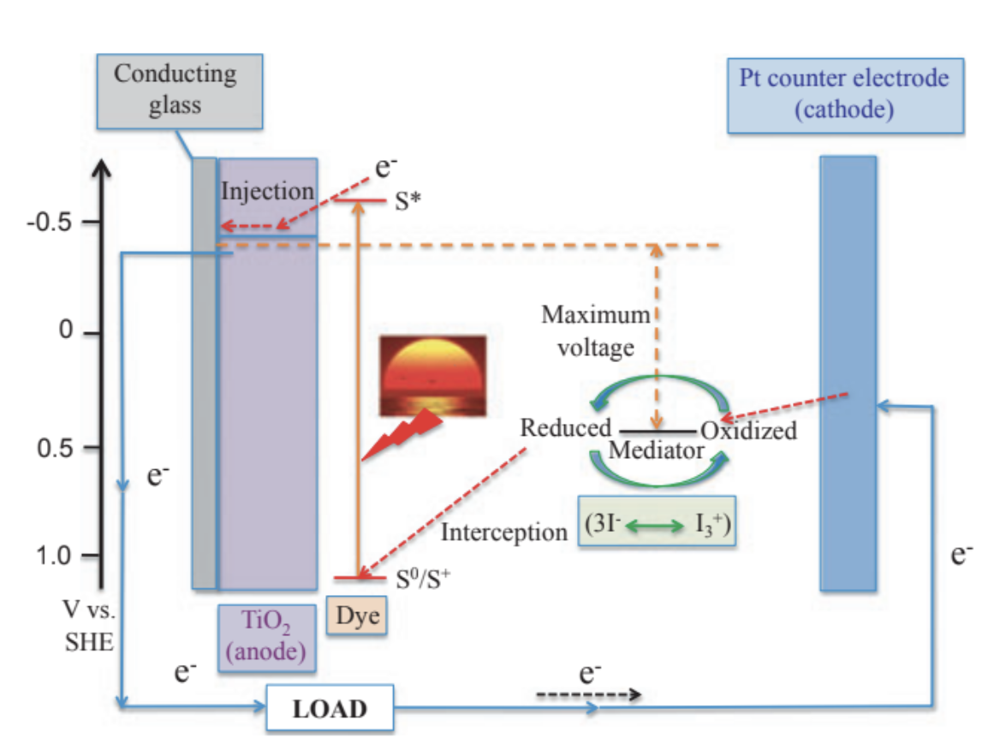 Conducting
glass
Pt counter electrode
(cathode)
e-
Injection
S*
-0.5
0
0.5
1.0
V vs.
SHE
Maximum
voltage
Reduced
Oxidized
Mediator
(3I- I3+)
Interception
e-
e-
S0/S+
Dye
TiO2
(anode)
e-
e-
LOAD